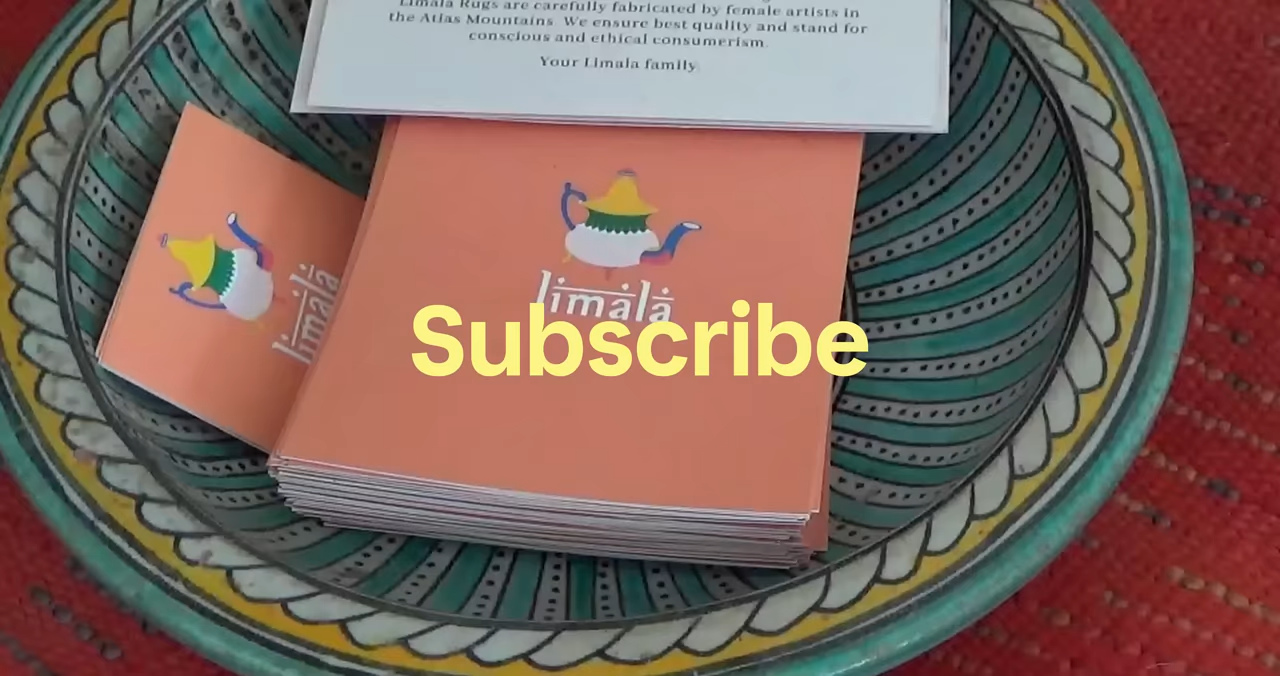 Limala Rugs are carefully fabricated by female artists in
the Atlas Mountains. We ensure best quality and stand for
conscious and ethical consumerism.
Your Limala family
limala
limala
Subscribe